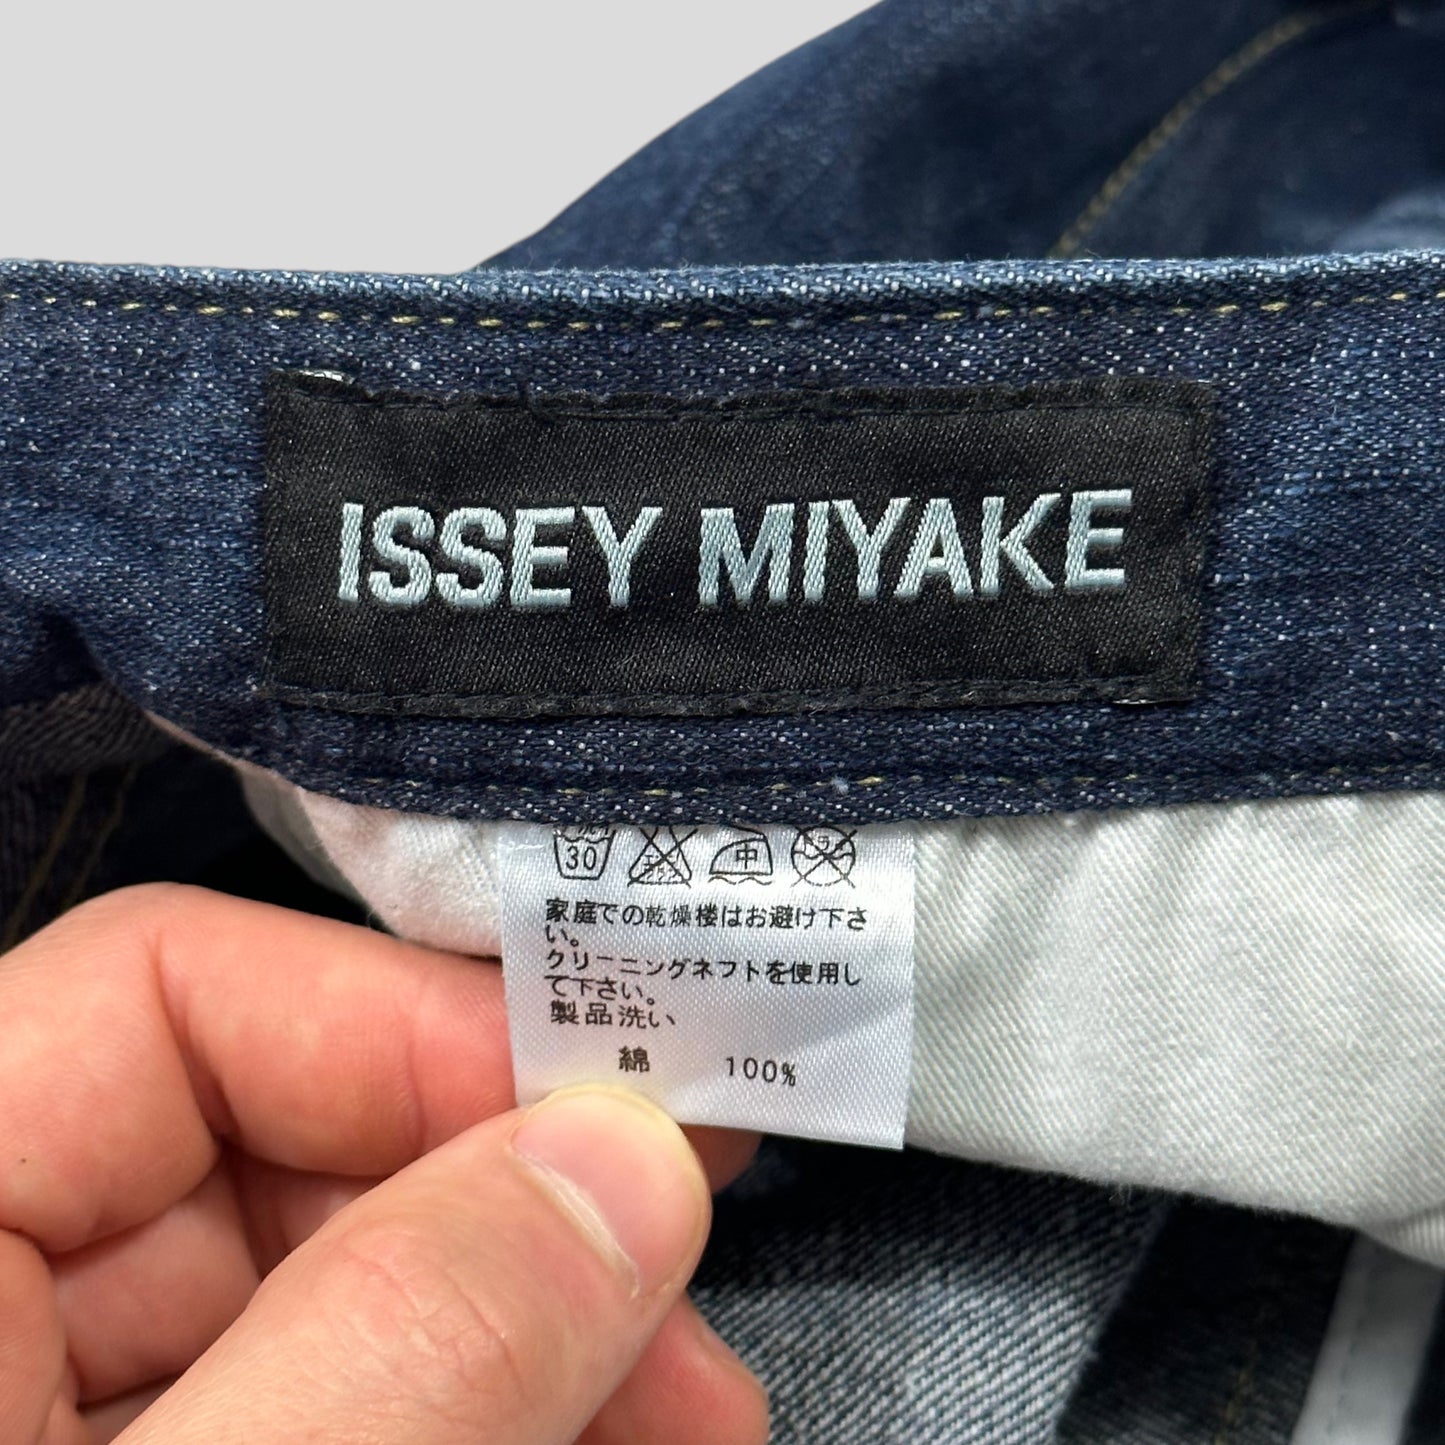 ISSEY MIYAKE
30 中
家庭での乾燥機はお避け下さ
い。
クリーニングネフトを使用し
て下さい。
製品洗い
綿 100%